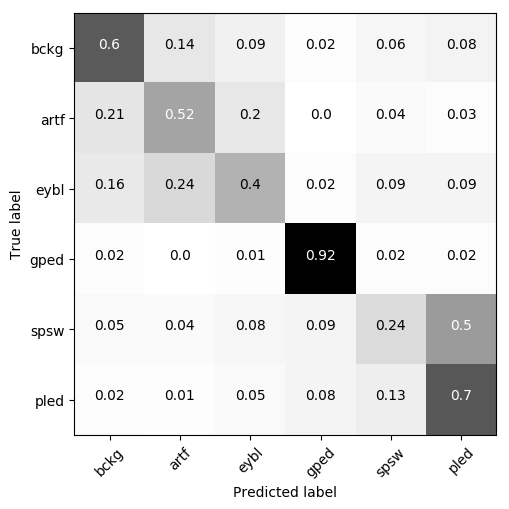 True label
bckg 0.6 0.14 0.09 0.02 0.06 0.08
artf 0.21 0.52 0.2 0.0 0.04 0.03
eybl 0.16 0.24 0.4 0.02 0.09 0.09
gped 0.02 0.0 0.01 0.92 0.02 0.02
spsw 0.05 0.04 0.08 0.09 0.24 0.5
pled 0.02 0.01 0.05 0.08 0.13 0.7
bckg artf eybl gped spsw pled
Predicted label